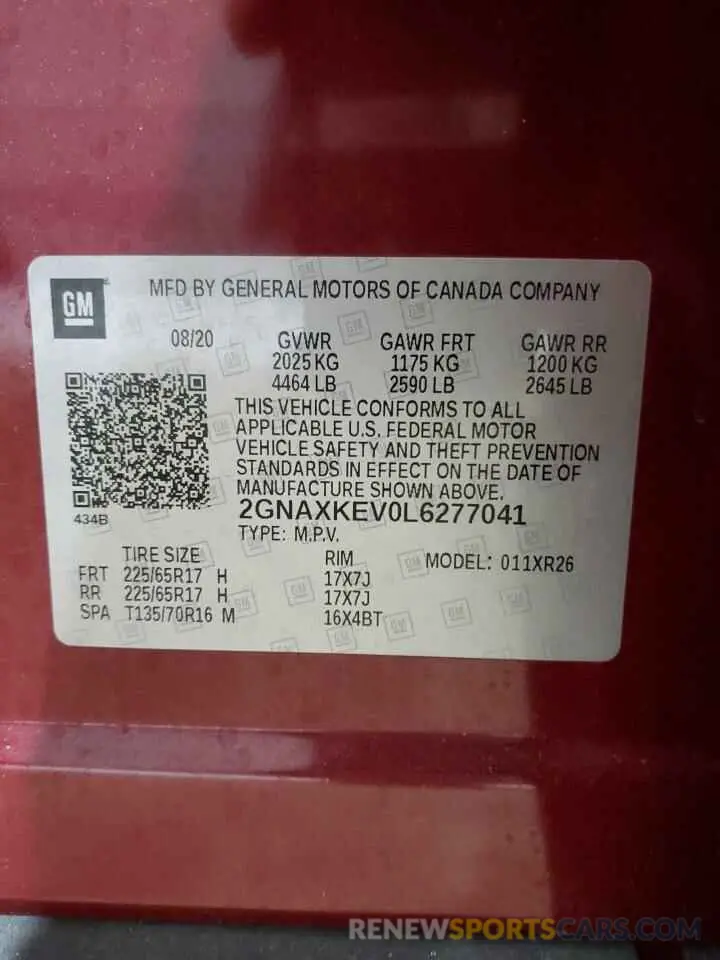 GM
MFD BY GENERAL MOTORS OF CANADA COMPANY
08/20 GVWR GAWR FRT GAWR RR
2025 KG 1175 KG 1200 KG
4464 LB 2590 LB 2645 LB
THIS VEHICLE CONFORMS TO ALL
APPLICABLE U.S. FEDERAL MOTOR
VEHICLE SAFETY AND THEFT PREVENTION
STANDARDS IN EFFECT ON THE DATE OF
MANUFACTURE SHOWN ABOVE.
434B
2GNAXKEV0L6277041
TYPE: M.P.V.
TIRE SIZE RIM MODEL: 011XR26
FRT 225/65R17 H 17X7J
RR 225/65R17 H 17X7J
SPA T135/70R16 M 16X4BT
RENEWSPORTSCARS.COM